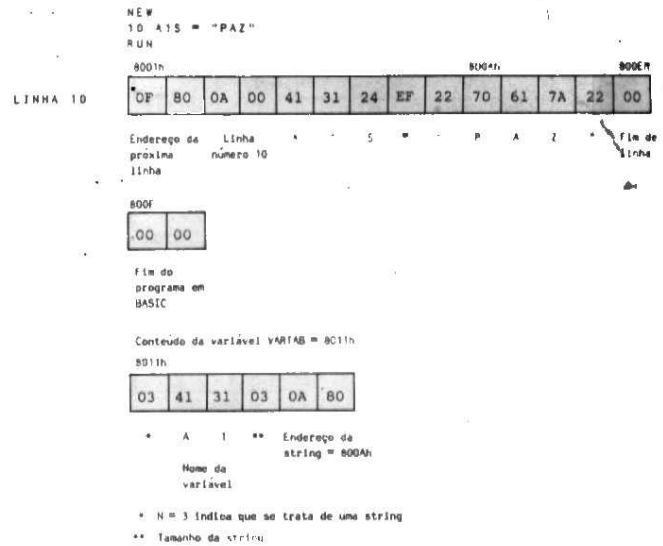 NEW
10 A1S = "PAZ"
RUN
8001h 800Ah 800Eh
LINHA 10
0F 80 0A 00 41 31 24 EF 22 70 61 7A 22 00
Endereço da Linha * - S = - P A Z * Fim de
próxima número 10 linha
linha
800F
00 00
Fim do
programa em
BASIC
Conteúdo da variável VARTAB = 8011h
8011h
03 41 31 03 0A 80
* A 1 ** Endereço da
string = 800Ah
Nome da
variável
* N = 3 indica que se trata de uma string
** Tamanho da string